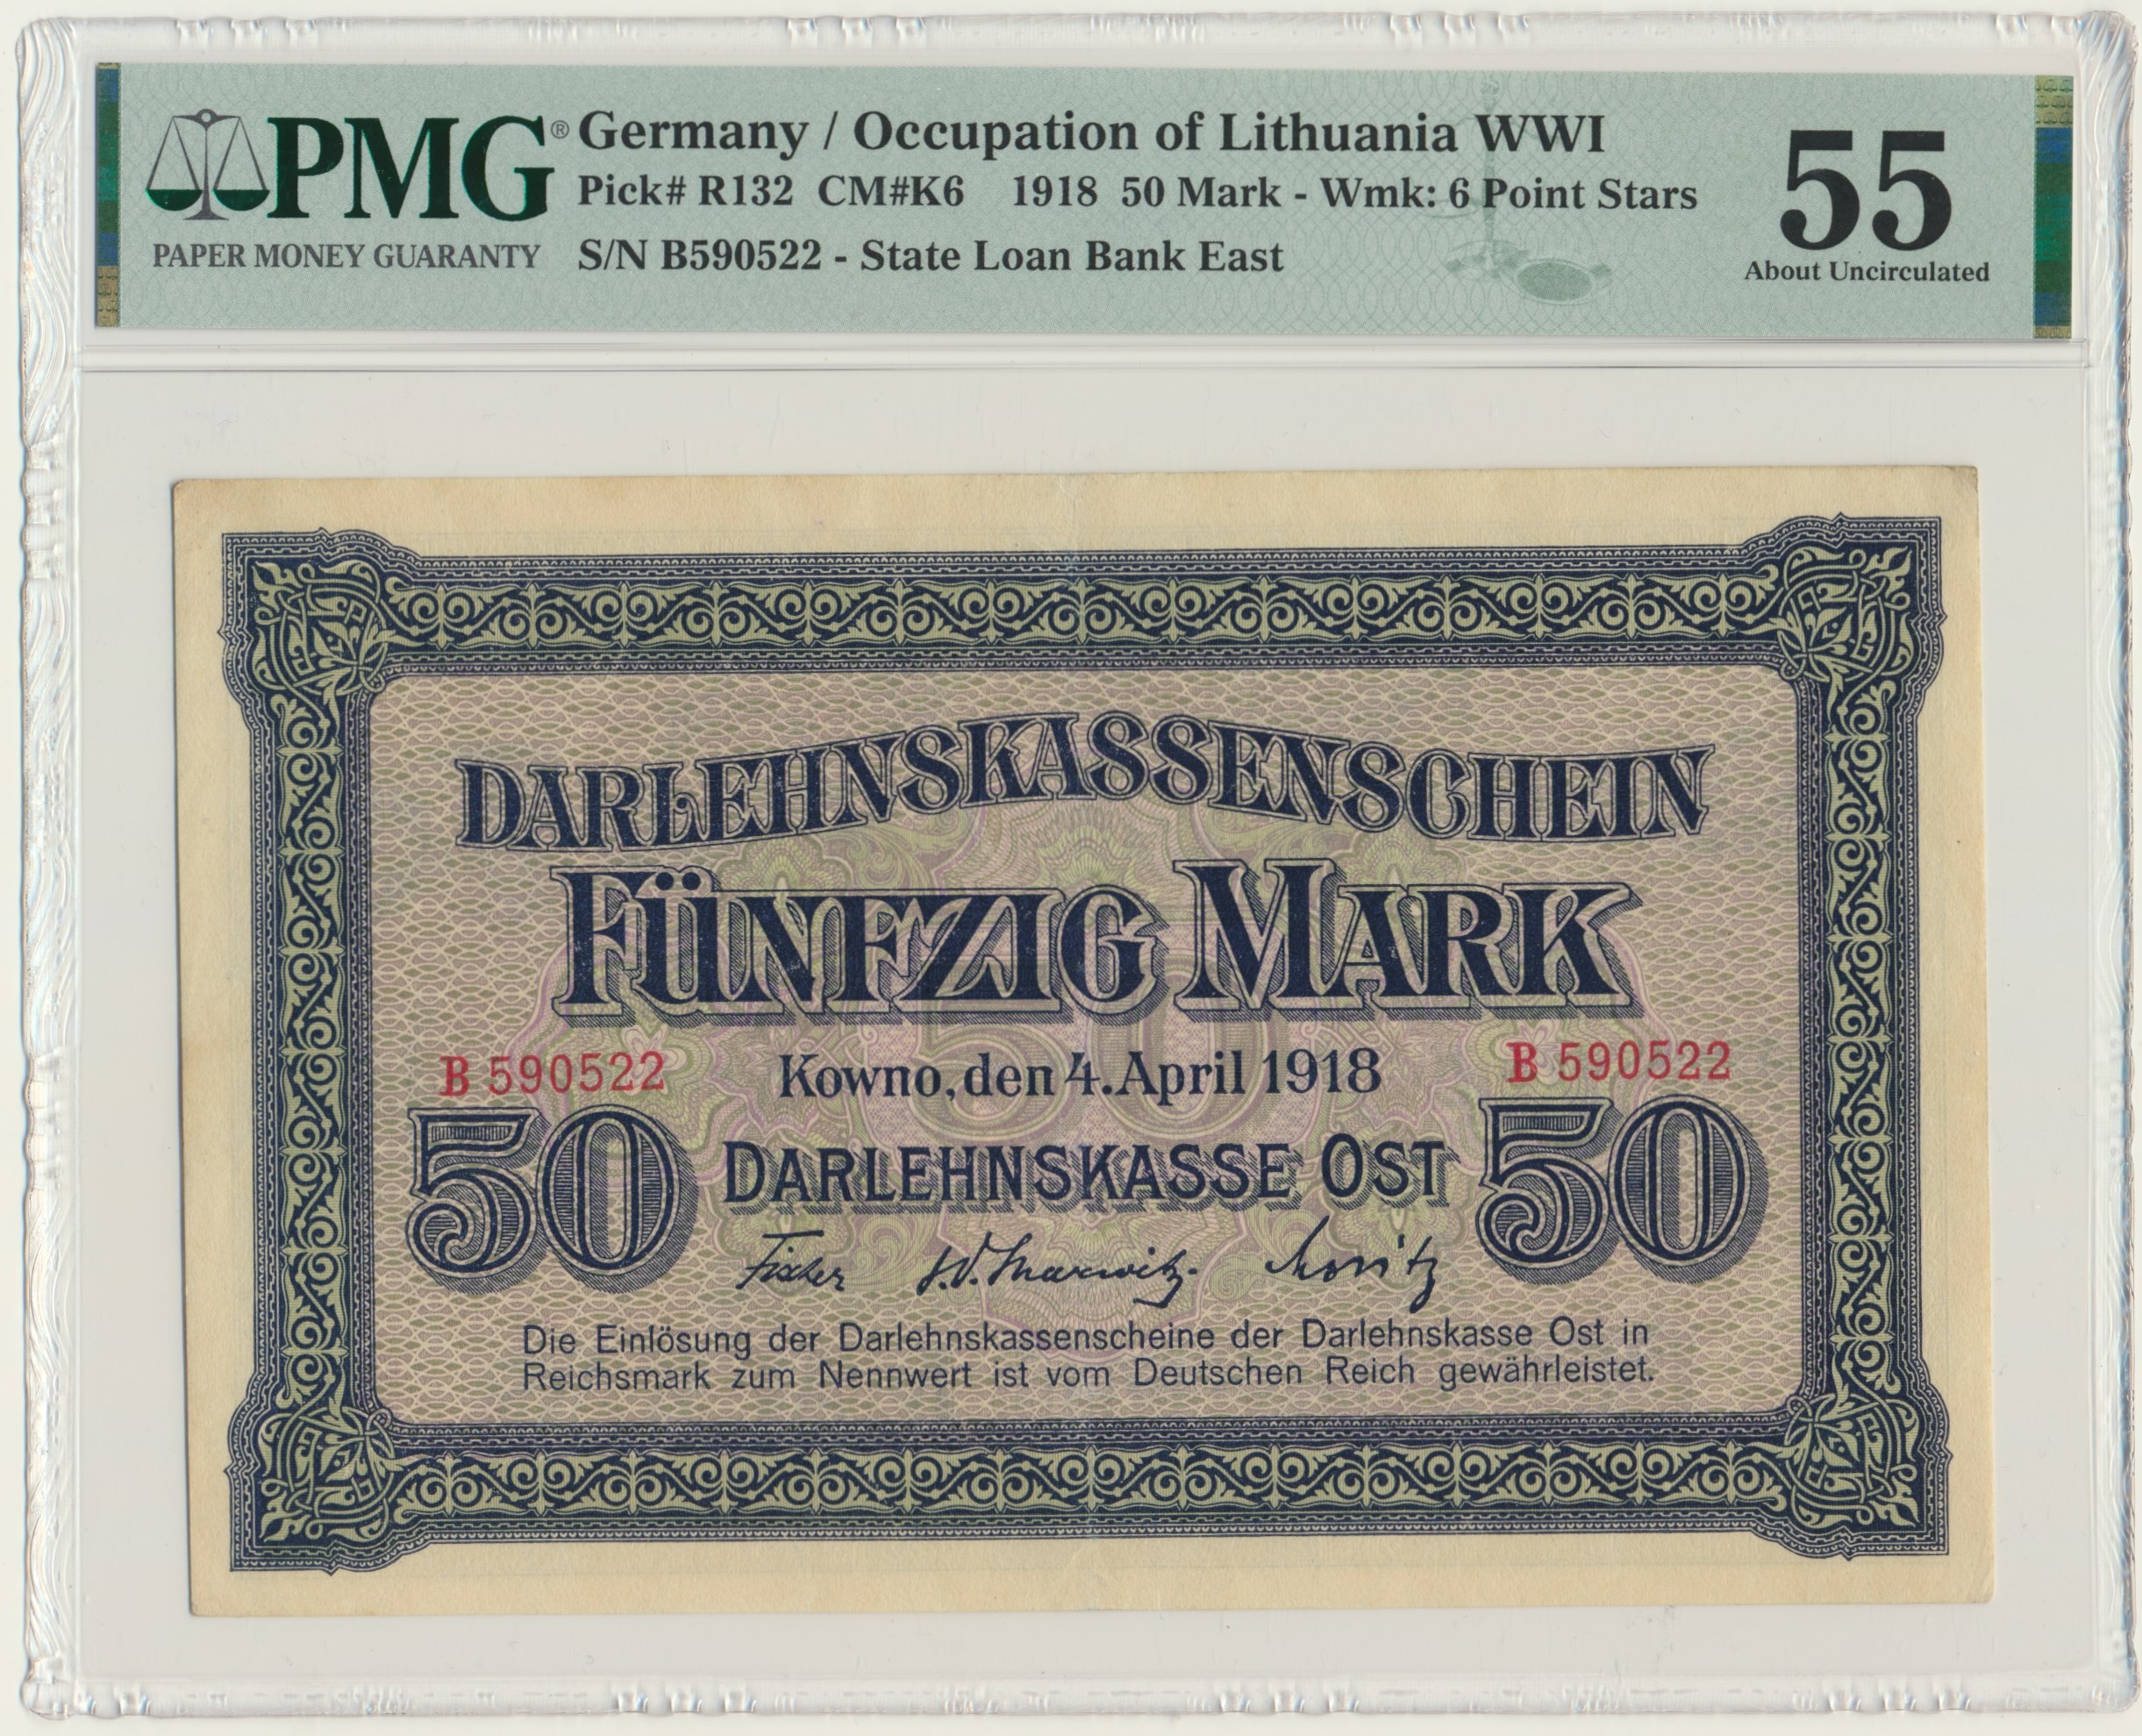 PMG® Germany / Occupation of Lithuania WWI
Pick# R132 CM#K6 1918 50 Mark - Wmk: 6 Point Stars
PAPER MONEY GUARANTY S/N B590522 - State Loan Bank East
55
About Uncirculated
DARLEHNSKASSENSCHEIN
FÜNFZIG MARK
B 590522 Kowno, den 4. April 1918 B 590522
50 DARLEHNSKASSE OST 50
Fischer Moritz
Die Einlösung der Darlehnskassenscheine der Darlehnskasse Ost in
Reichsmark zum Nennwert ist vom Deutschen Reich gewährleistet.